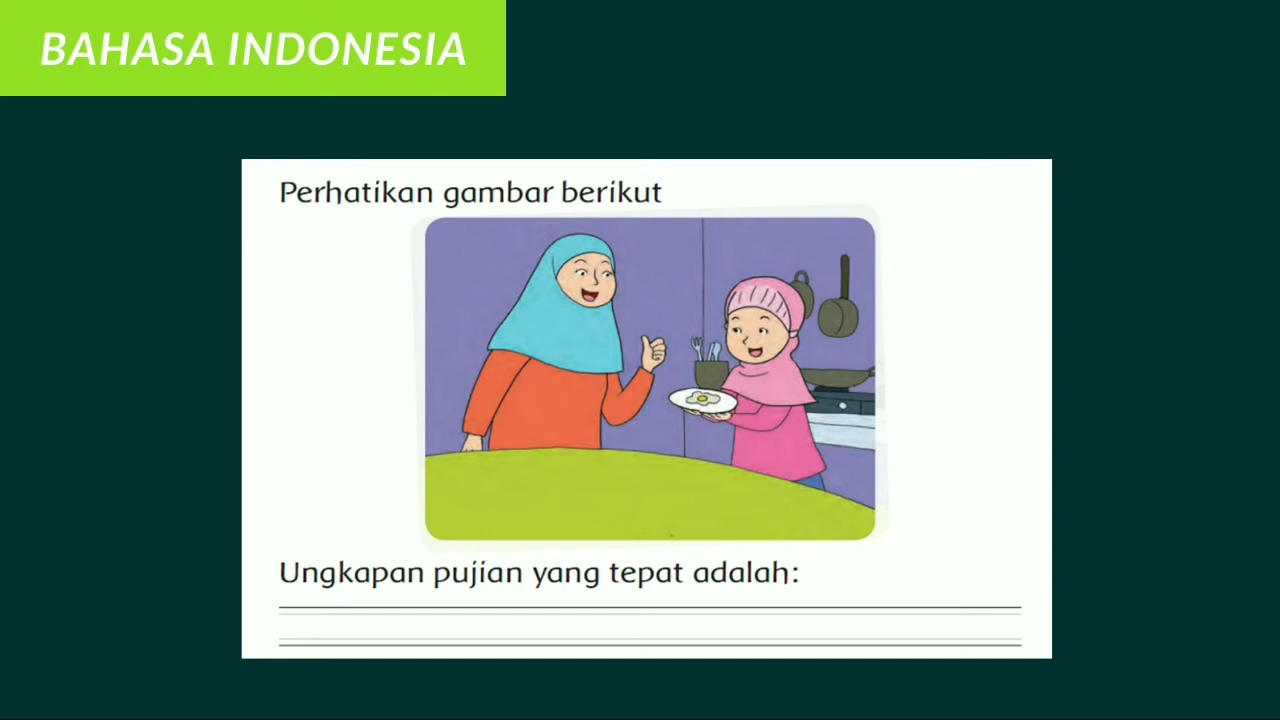 BAHASA INDONESIA
Perhatikan gambar berikut
Ungkapan pujian yang tepat adalah: